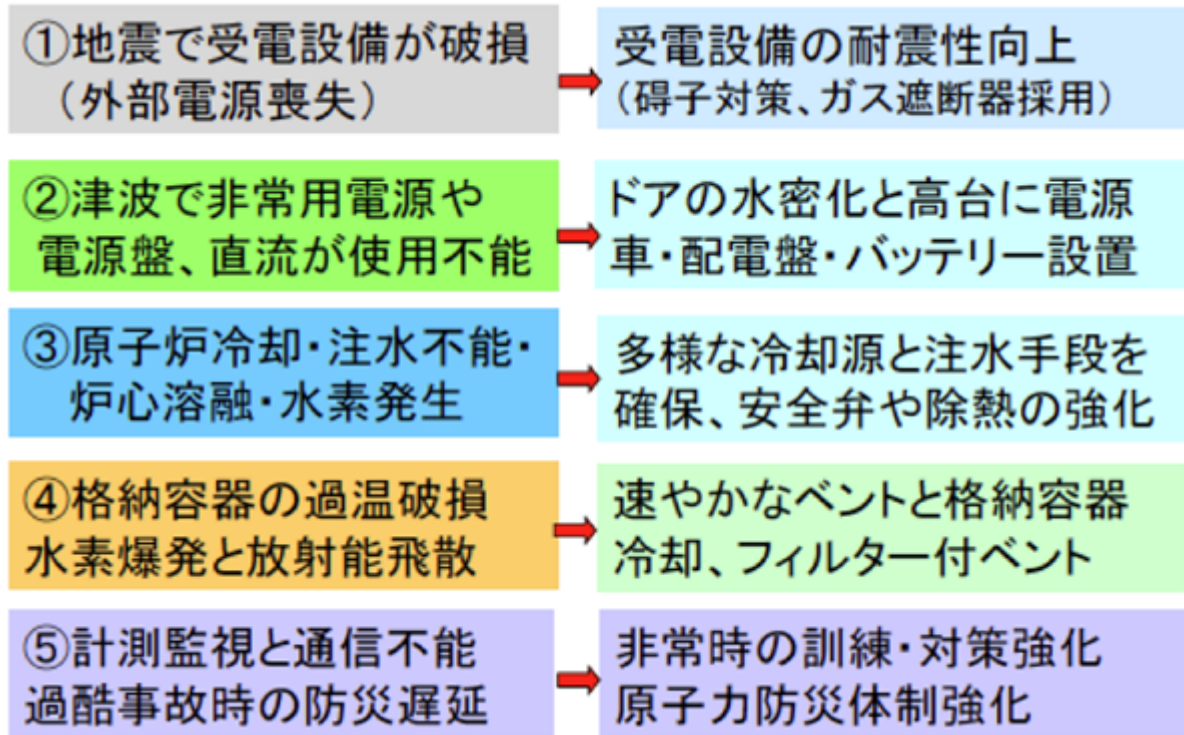 ①地震で受電設備が破損
（外部電源喪失）
受電設備の耐震性向上
（碍子対策、ガス遮断器採用）
②津波で非常用電源や
電源盤、直流が使用不能
ドアの水密化と高台に電源
車・配電盤・バッテリー設置
③原子炉冷却・注水不能・
炉心溶融・水素発生
多様な冷却源と注水手段を
確保、安全弁や除熱の強化
④格納容器の過温破損
水素爆発と放射能飛散
速やかなベントと格納容器
冷却、フィルター付ベント
⑤計測監視と通信不能
過酷事故時の防災遅延
非常時の訓練・対策強化
原子力防災体制強化